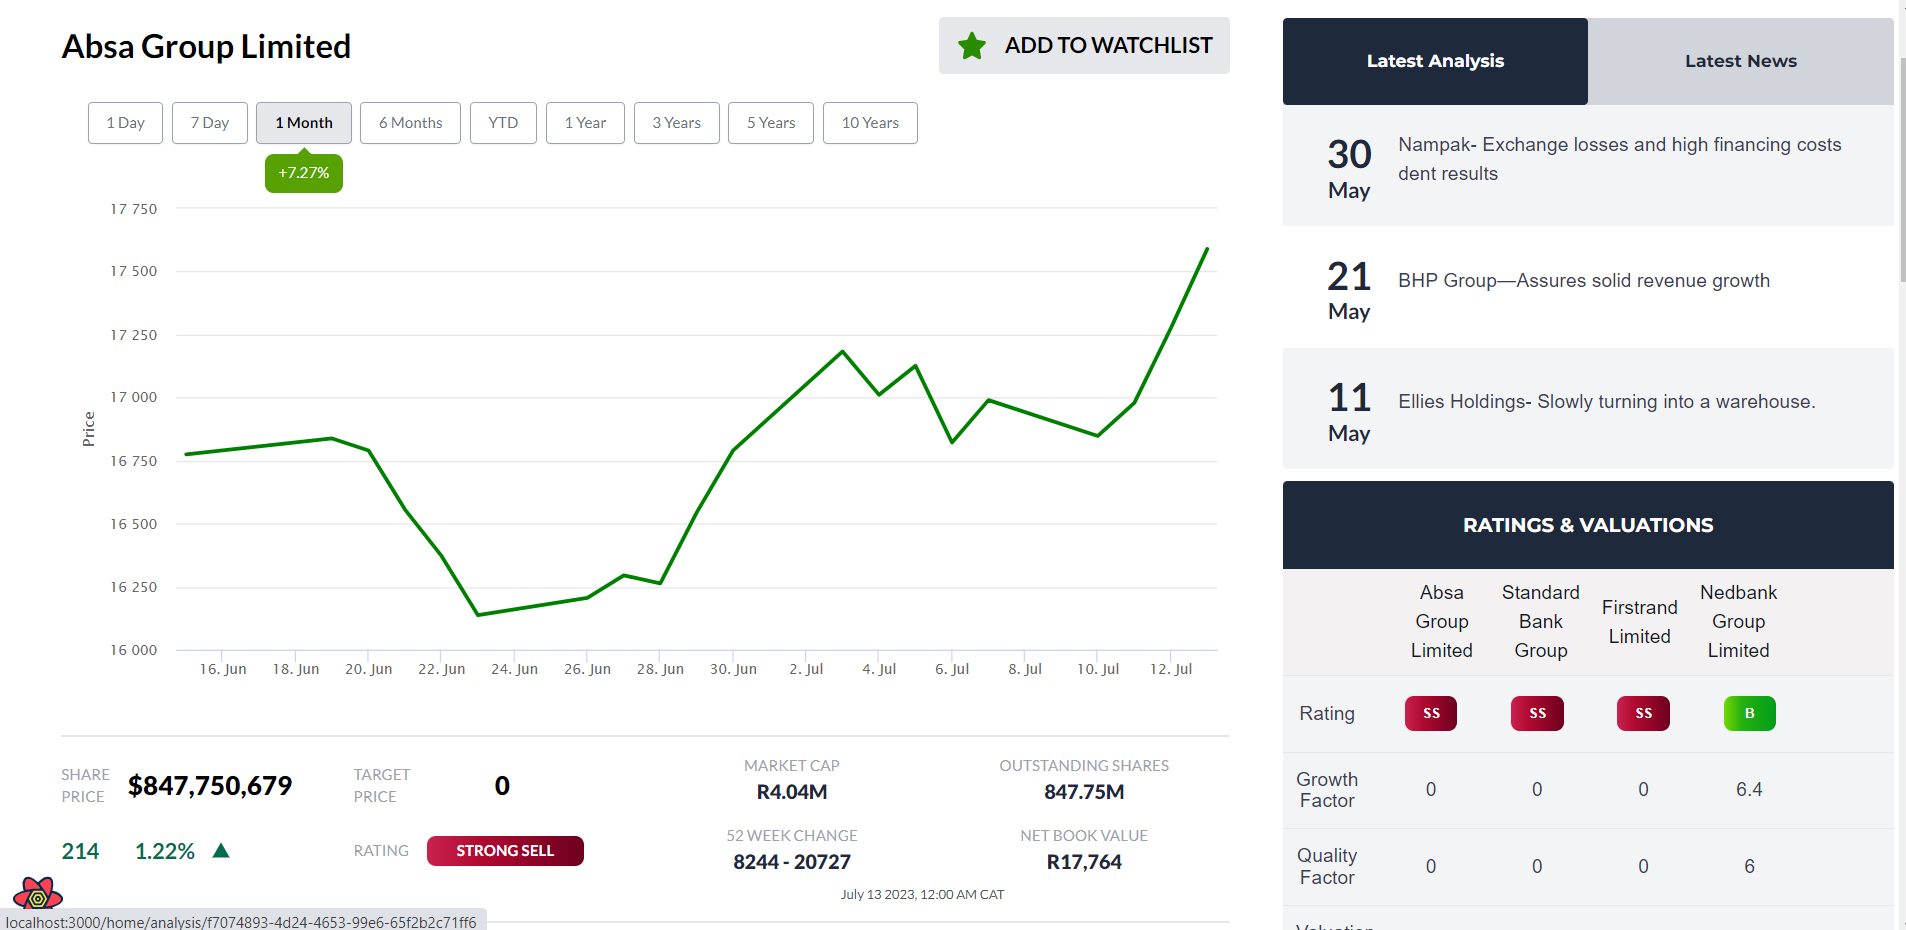 Absa Group Limited
ADD TO WATCHLIST
1 Day
7 Day
1 Month
6 Months
YTD
1 Year
3 Years
5 Years
10 Years
+7.27%
17 750
17 500
17 250
17 000
16 750
16 500
16 250
16 000
Price
16. Jun
18. Jun
20. Jun
22. Jun
24. Jun
26. Jun
28. Jun
30. Jun
2. Jul
4. Jul
6. Jul
8. Jul
10. Jul
12. Jul
SHARE
PRICE
$847,750,679
TARGET
PRICE
0
214
1.22%
RATING
STRONG SELL
MARKET CAP
R4.04M
OUTSTANDING SHARES
847.75M
52 WEEK CHANGE
8244 - 20727
NET BOOK VALUE
R17,764
July 13 2023, 12:00 AM CAT
localhost:3000/home/analysis/f7074893-4d24-4653-99e6-65f2b2c71ff6
Latest Analysis
Latest News
30
May
Nampak- Exchange losses and high financing costs
dent results
21
May
BHP Group—Assures solid revenue growth
11
May
Ellies Holdings- Slowly turning into a warehouse.
RATINGS & VALUATIONS
Absa
Group
Limited
Standard
Bank
Group
Firstrand
Limited
Nedbank
Group
Limited
Rating
SS
SS
SS
B
Growth
Factor
0
0
0
6.4
Quality
Factor
0
0
0
6
Valuation